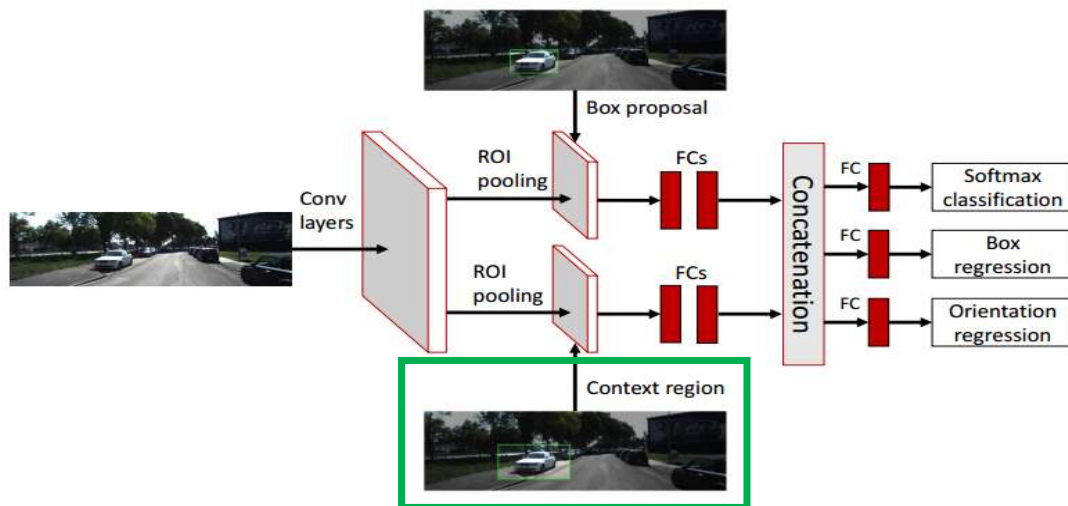 Box proposal
ROI
pooling
FCs
Conv
layers
ROI
pooling
FCs
Context region
Concatenation
FC
Softmax
classification
FC
Box
regression
FC
Orientation
regression